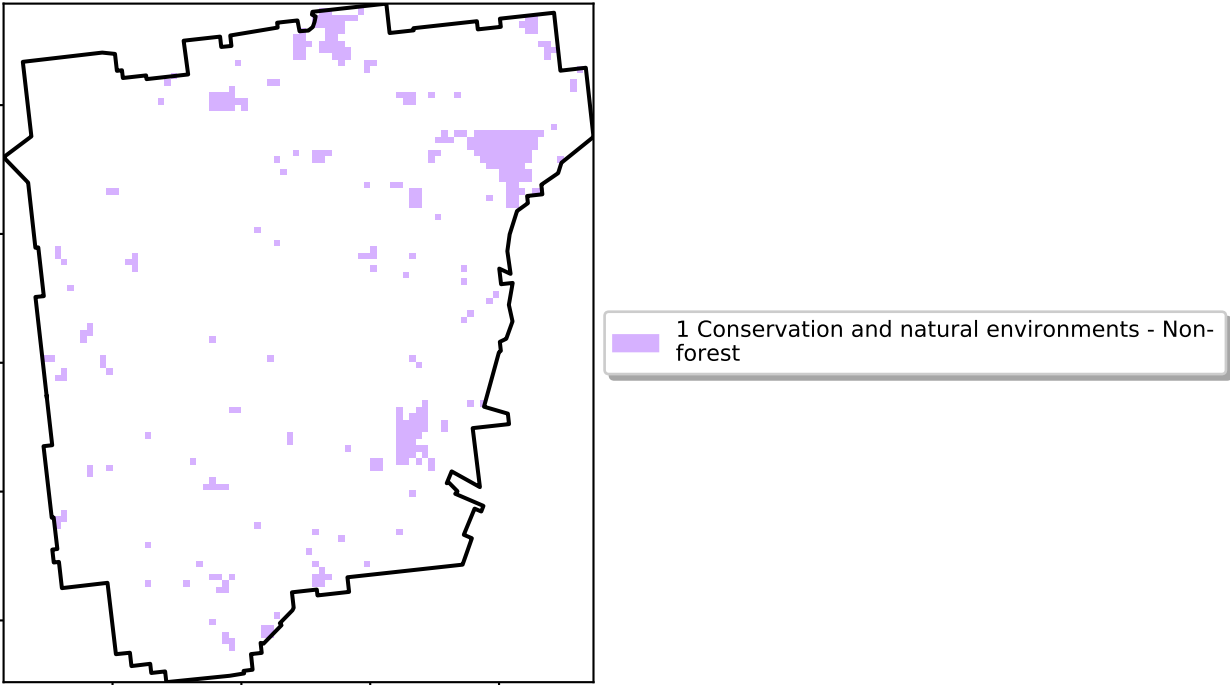 1 Conservation and natural environments - Non-
forest